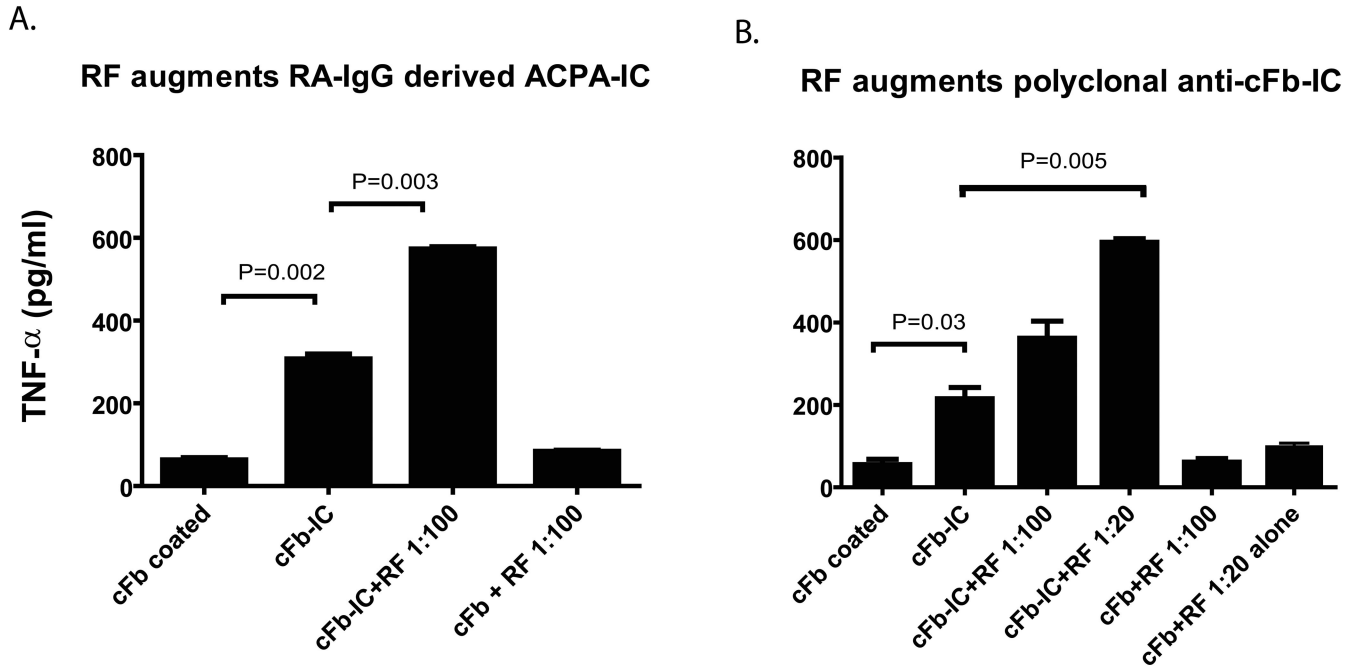 A.
RF augments RA-IgG derived ACPA-IC
TNF-α (pg/ml)
800
600
400
200
0
P=0.002
P=0.003
cFb coated
cFb-IC
cFb-IC+RF 1:100
cFb + RF 1:100
B.
RF augments polyclonal anti-cFb-IC
800
600
400
200
0
P=0.03
P=0.005
cFb coated
cFb-IC
cFb-IC+RF 1:100
cFb-IC+RF 1:20
cFb+RF 1:100
cFb+RF 1:20 alone